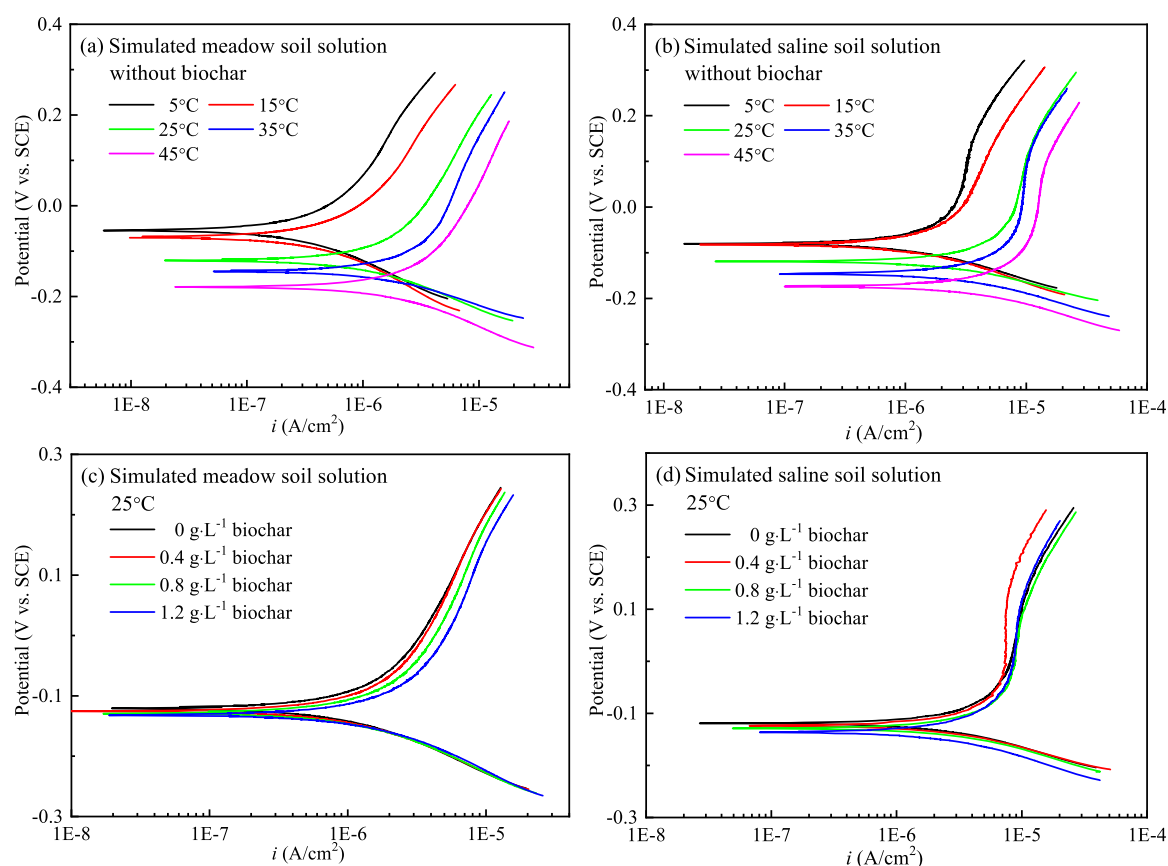 (a) Simulated meadow soil solution
without biochar
5°C 15°C
25°C 35°C
45°C
Potential (V vs. SCE)
0.4
0.2
0.0
-0.2
-0.4
1E-8 1E-7 1E-6 1E-5
i (A/cm²)
(b) Simulated saline soil solution
without biochar
5°C 15°C
25°C 35°C
45°C
Potential (V vs. SCE)
0.4
0.2
0.0
-0.2
-0.4
1E-8 1E-7 1E-6 1E-5 1E-4
i (A/cm²)
(c) Simulated meadow soil solution
25°C
0 g·L⁻¹ biochar
0.4 g·L⁻¹ biochar
0.8 g·L⁻¹ biochar
1.2 g·L⁻¹ biochar
Potential (V vs. SCE)
0.3
0.1
-0.1
-0.3
1E-8 1E-7 1E-6 1E-5
i (A/cm²)
(d) Simulated saline soil solution
25°C
0 g·L⁻¹ biochar
0.4 g·L⁻¹ biochar
0.8 g·L⁻¹ biochar
1.2 g·L⁻¹ biochar
Potential (V vs. SCE)
0.3
0.1
-0.1
-0.3
1E-8 1E-7 1E-6 1E-5 1E-4
i (A/cm²)